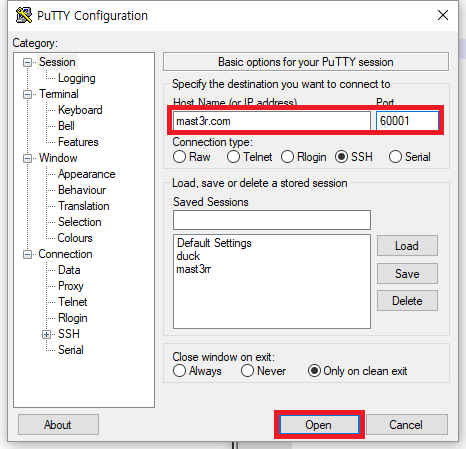 PuTTY Configuration
Category:
Session
Logging
Terminal
Keyboard
Bell
Features
Window
Appearance
Behaviour
Translation
Selection
Colours
Connection
Data
Proxy
Telnet
Rlogin
SSH
Serial
Basic options for your PuTTY session
Specify the destination you want to connect to
Host Name (or IP address) Port
mast3r.com 60001
Connection type:
Raw Telnet Rlogin SSH Serial
Load, save or delete a stored session
Saved Sessions
Default Settings
duck
mast3rr
Load
Save
Delete
Close window on exit:
Always Never Only on clean exit
About Open Cancel